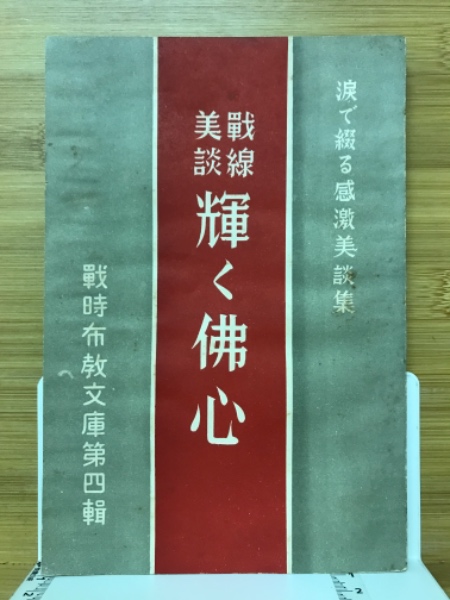 涙で綴る感激美談集
戰線
美談
輝く佛心
戰時布教文庫第四輯